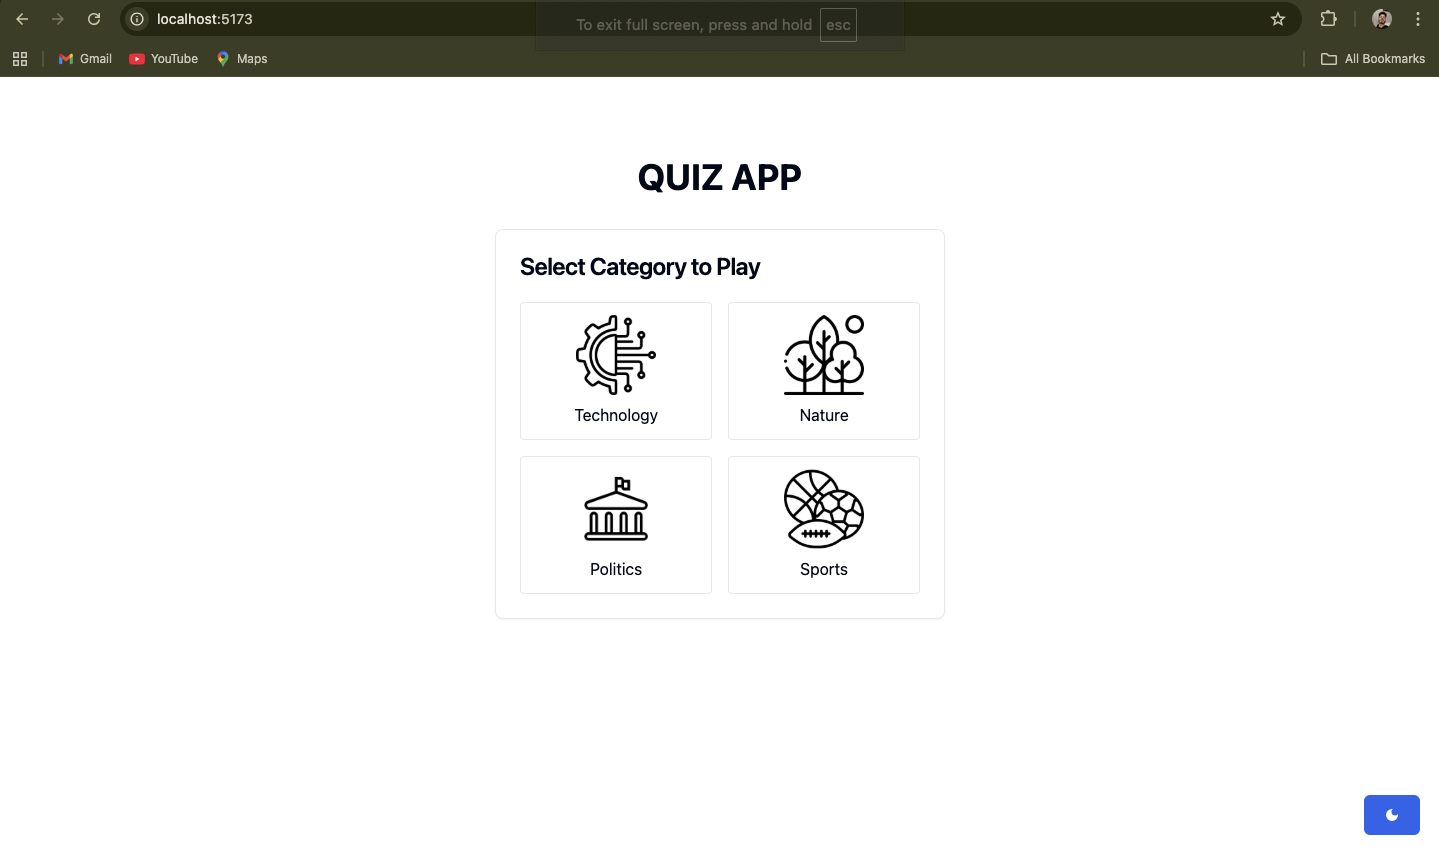 localhost:5173
To exit full screen, press and hold esc
Gmail YouTube Maps All Bookmarks
QUIZ APP
Select Category to Play
Technology Nature
Politics Sports